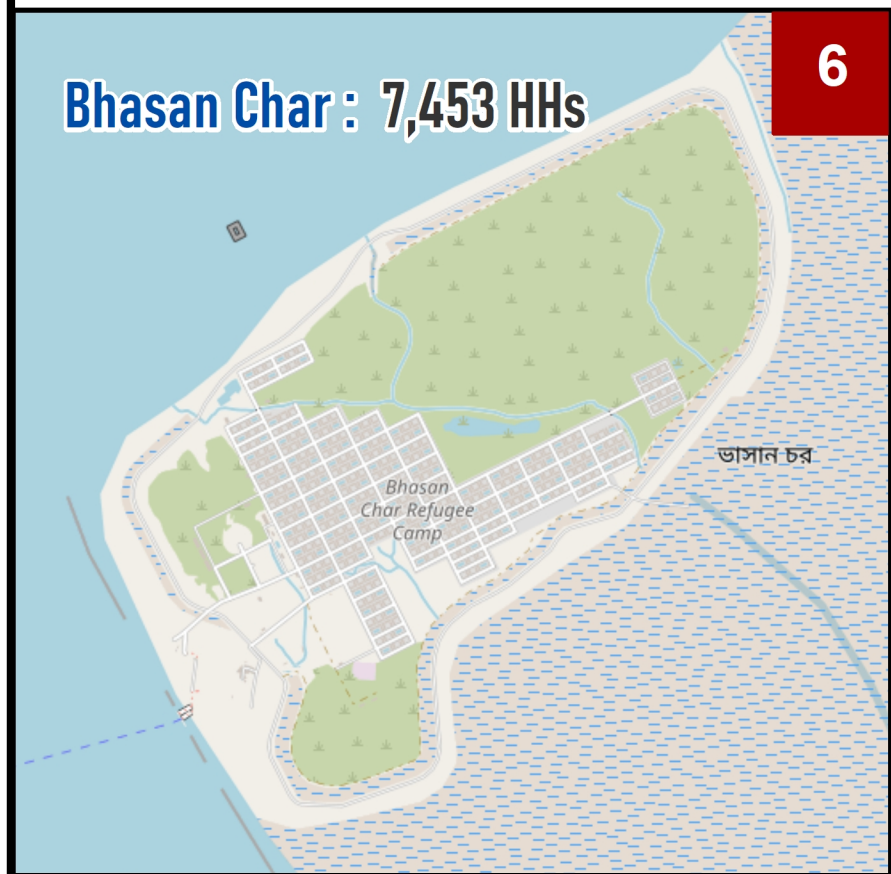 6
Bhasan Char : 7,453 HHs
ভাসান চর
Bhasan
Char Refugee
Camp